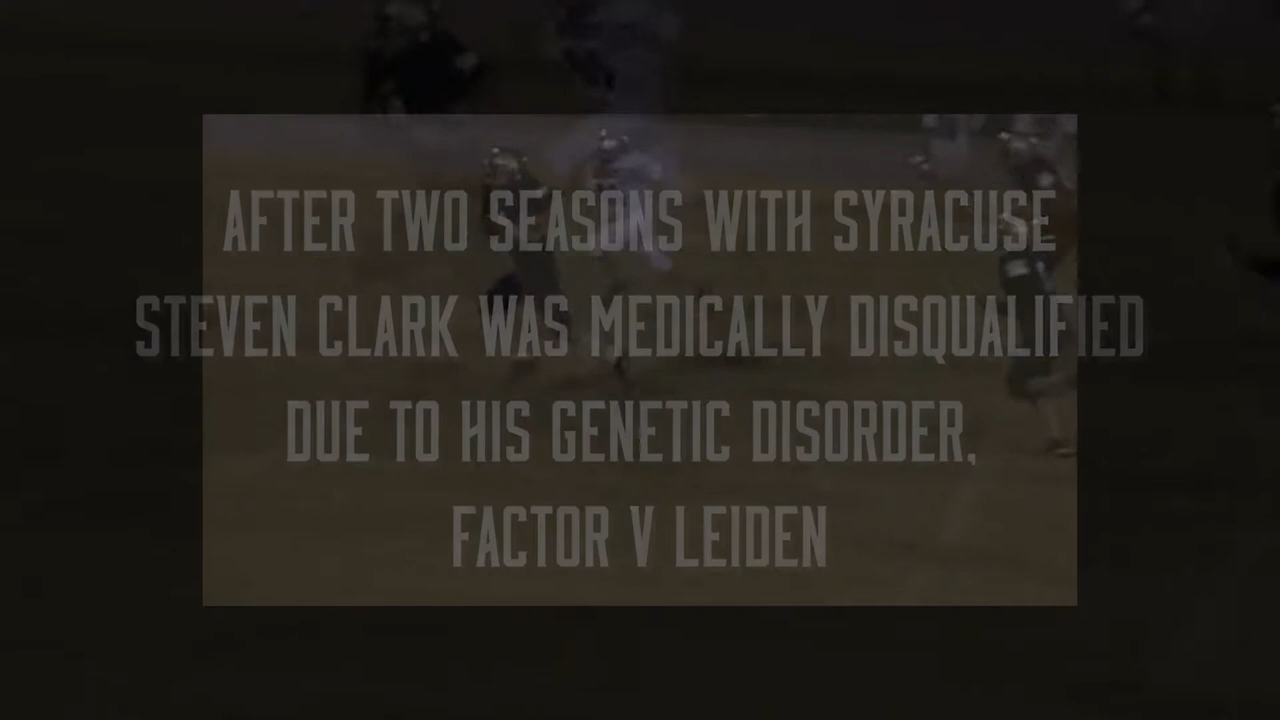 AFTER TWO SEASONS WITH SYRACUSE
STEVEN CLARK WAS MEDICALLY DISQUALIFIED
DUE TO HIS GENETIC DISORDER,
FACTOR V LEIDEN